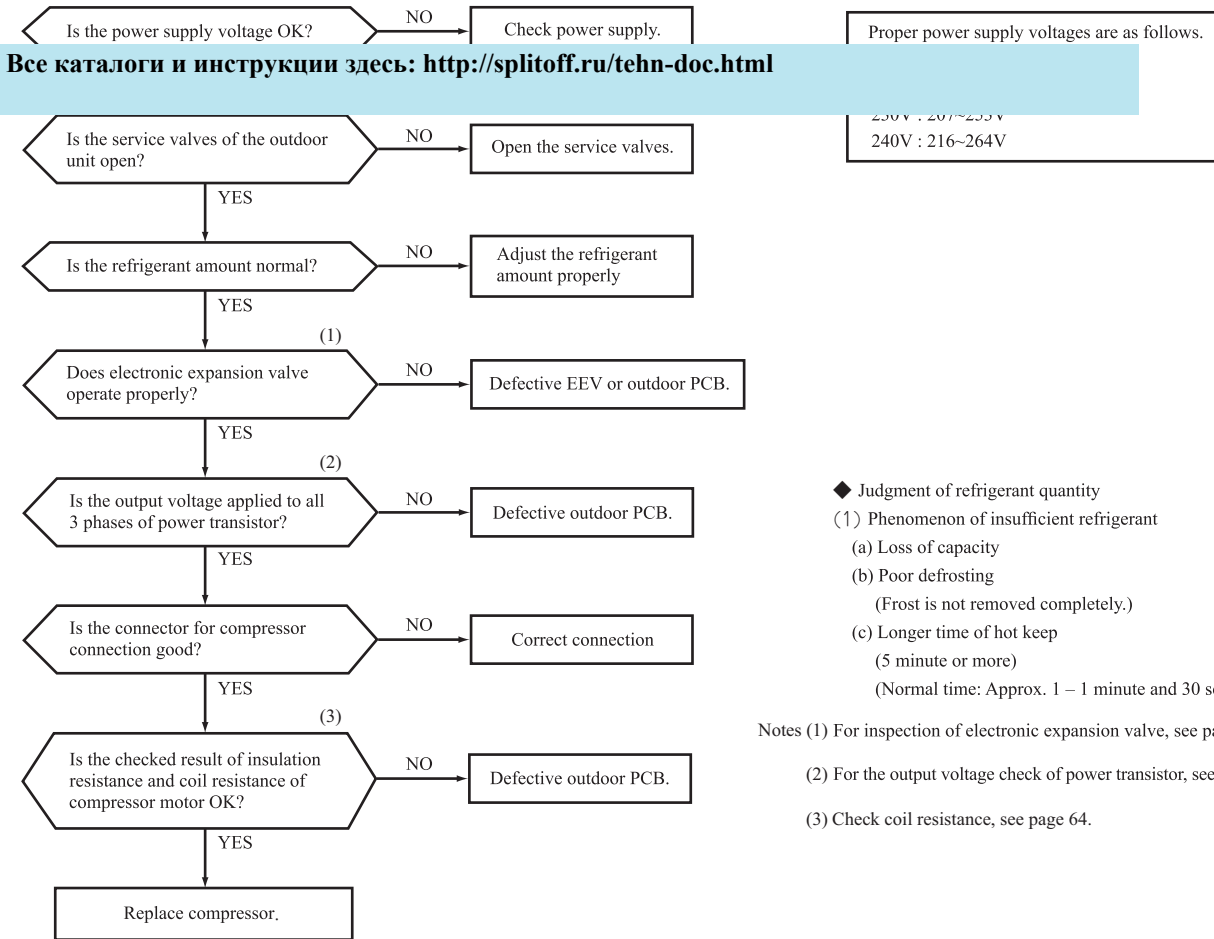 Is the power supply voltage OK?
NO
Check power supply.
Proper power supply voltages are as follows.
Все каталоги и инструкции здесь: http://splitoff.ru/tehn-doc.html
240V : 216~264V
Is the service valves of the outdoor
unit open?
NO
Open the service valves.
YES
Is the refrigerant amount normal?
NO
Adjust the refrigerant
amount properly
YES
(1)
Does electronic expansion valve
operate properly?
NO
Defective EEV or outdoor PCB.
YES
(2)
Is the output voltage applied to all
3 phases of power transistor?
NO
Defective outdoor PCB.
YES
Is the connector for compressor
connection good?
NO
Correct connection
YES
(3)
Is the checked result of insulation
resistance and coil resistance of
compressor motor OK?
NO
Defective outdoor PCB.
YES
Replace compressor.
◆ Judgment of refrigerant quantity
(1) Phenomenon of insufficient refrigerant
(a) Loss of capacity
(b) Poor defrosting
(Frost is not removed completely.)
(c) Longer time of hot keep
(5 minute or more)
(Normal time: Approx. 1 – 1 minute and 30
Notes (1) For inspection of electronic expansion valve, see
(2) For the output voltage check of power transistor, see
(3) Check coil resistance, see page 64.